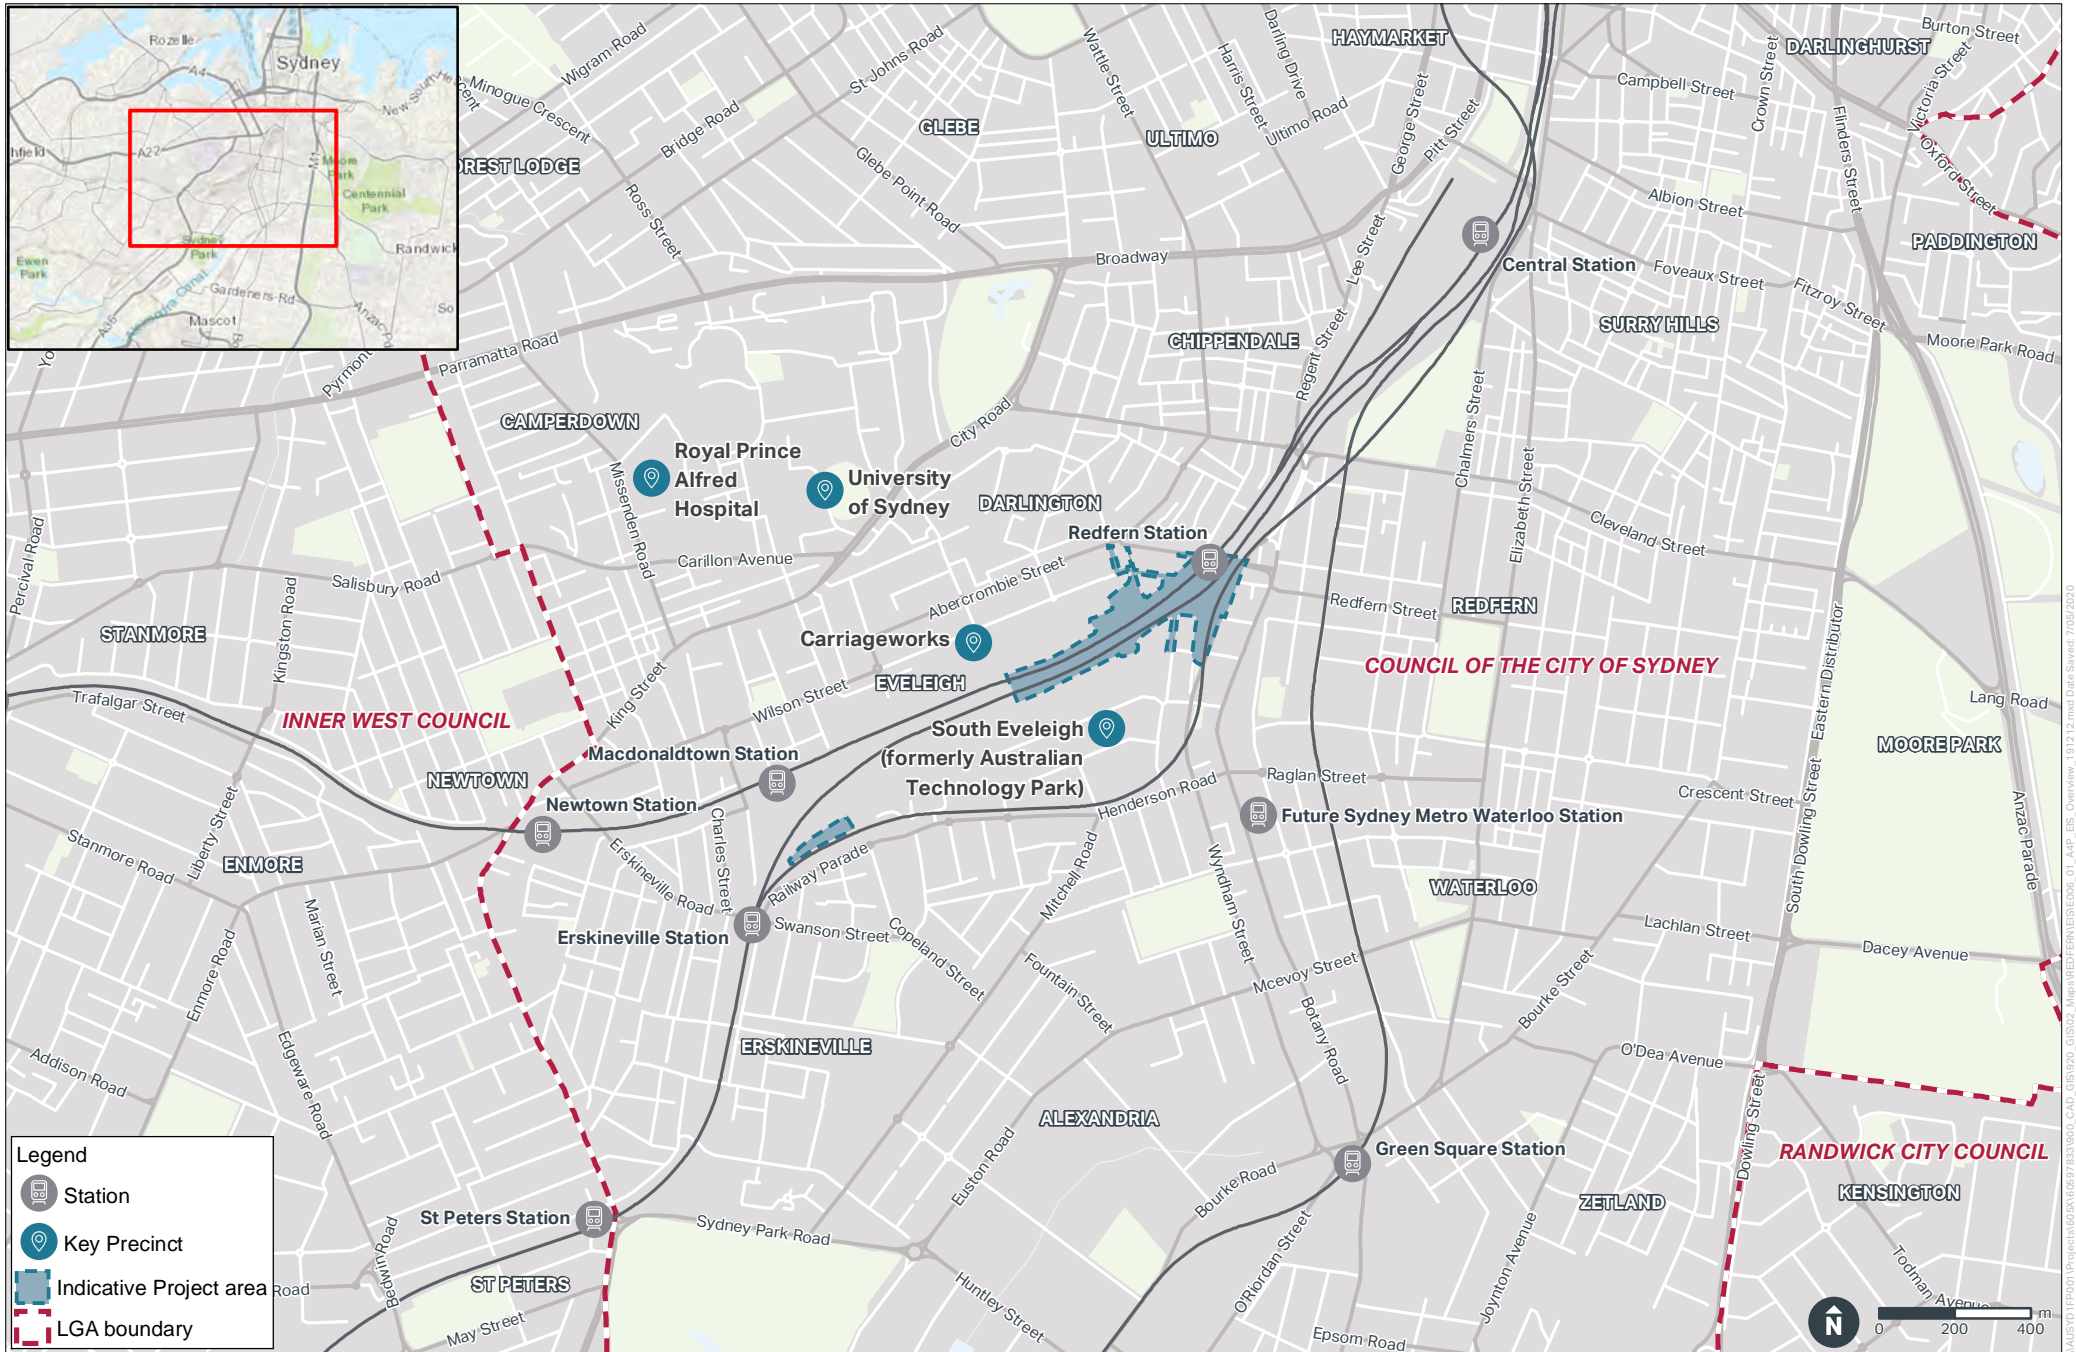 Rozelle
Sydney
A4
New South He
hfield
A22
M1
Moore
Park
Centennial
Park
Sydney
Park
Randwick
Ewen
Park
Alexandra Canal
Gardeners Rd
So
A36
Mascot
Anzac Pd
Yo
cent
Minogue Crescent
Wigram Road
St Johns Road
Bridge Road
OREST LODGE
GLEBE
Glebe Point Road
Ross Street
Wattle Street
ULTIMO
Harris Street
Darling Drive
Ultimo Road
HAYMARKET
George Street
Pitt Street
Campbell Street
Crown Street
DARLINGHURST
Burton Street
Victoria Street
Flinders Street
Oxford Street
Albion Street
PADDINGTON
Broadway
Lee Street
Central Station
Foveaux Street
Fitzroy Street
SURRY HILLS
Moore Park Road
Pyrmont
Parramatta Road
CHIPPENDALE
Regent Street
Chalmers Street
Elizabeth Street
CAMPERDOWN
City Road
Missenden Road
Royal Prince
Alfred
Hospital
University
of Sydney
DARLINGTON
Redfern Station
Cleveland Street
Percival Road
Salisbury Road
Carillon Avenue
Abercrombie Street
Redfern Street
REDFERN
STANMORE
Kingston Road
Carriageworks
EVELEIGH
COUNCIL OF THE CITY OF SYDNEY
Eastern Distributor
Trafalgar Street
INNER WEST COUNCIL
King Street
Wilson Street
South Eveleigh
(formerly Australian
Technology Park)
Lang Road
MOORE PARK
Macdonaldtown Station
NEWTOWN
Newtown Station
Henderson Road
Raglan Street
Crescent Street
Future Sydney Metro Waterloo Station
Stanmore Road
Liberty Street
ENMORE
Erskineville Road
Charles Street
Railway Parade
Mitchell Road
Wyndham Street
WATERLOO
South Dowling Street
Anzac Parade
Marian Street
Erskineville Station
Swanson Street
Copeland Street
Lachlan Street
Dacey Avenue
Enmore Road
Fountain Street
Mcevoy Street
Botany Road
Bourke Street
Addison Road
Edgeware Road
ERSKINEVILLE
O'Dea Avenue
ALEXANDRIA
Euston Road
Green Square Station
Dowling Street
RANDWICK CITY COUNCIL
KENSINGTON
Bourke Road
ZETLAND
St Peters Station
Sydney Park Road
Bedwin Road
ST PETERS
Road
May Street
Huntley Street
O'Riordan Street
Epsom Road
Joynton Avenue
Todman Avenue
Legend
Station
Key Precinct
Indicative Project area
LGA boundary
N
m
0 200 400